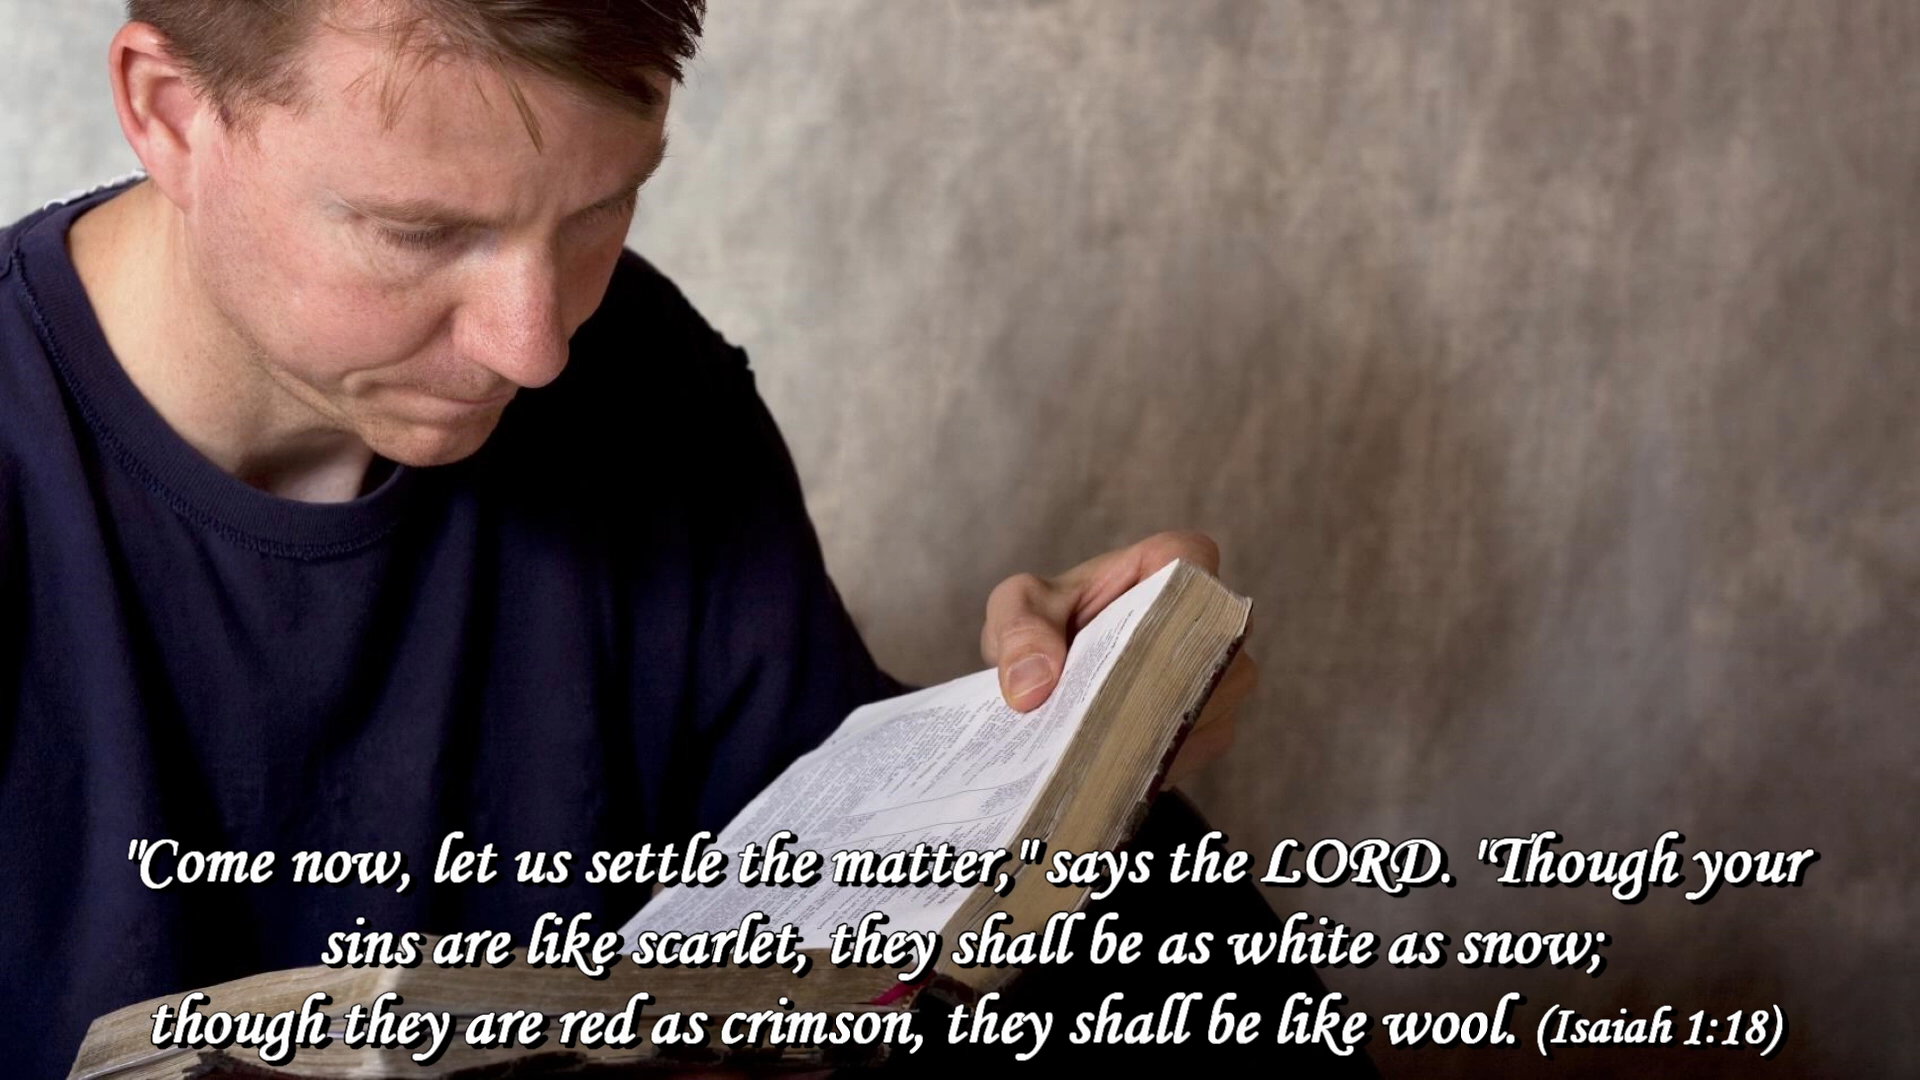 "Come now, let us settle the matter," says the LORD. "Though your
sins are like scarlet, they shall be as white as snow;
though they are red as crimson, they shall be like wool. (Isaiah 1:18)